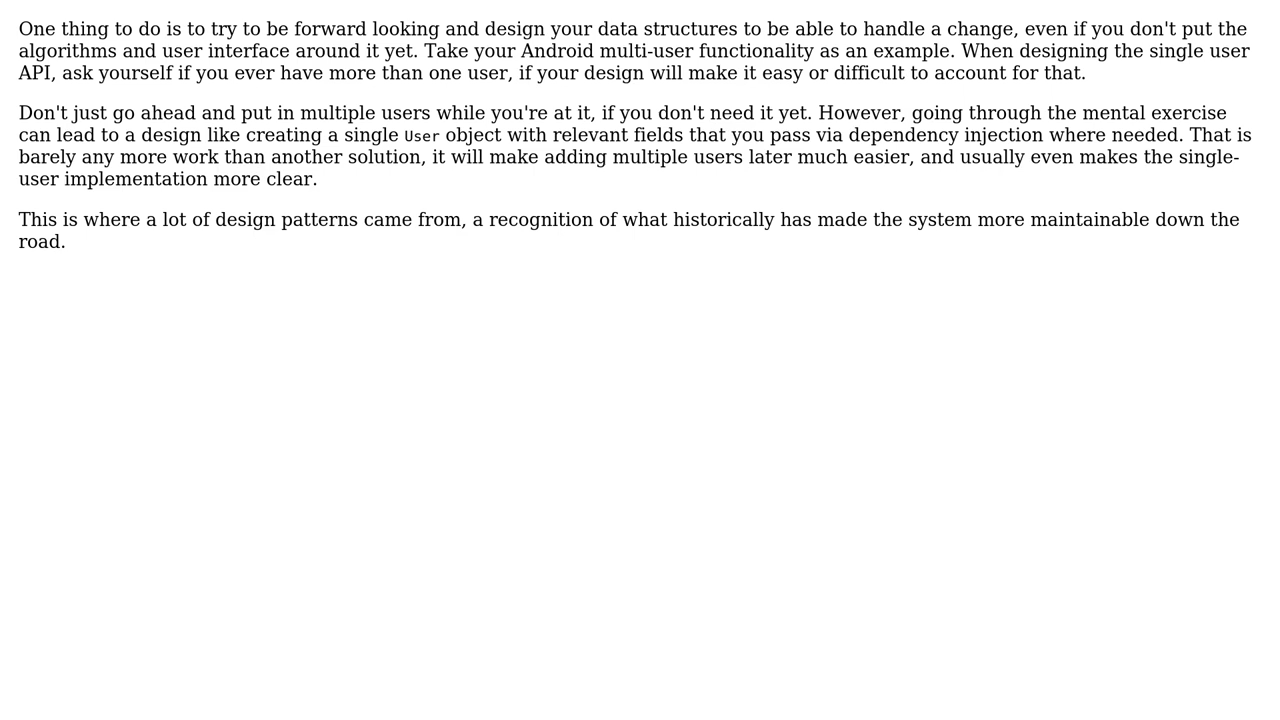 One thing to do is to try to be forward looking and design your data structures to be able to handle a change, even if you don't put the
algorithms and user interface around it yet. Take your Android multi-user functionality as an example. When designing the single user
API, ask yourself if you ever have more than one user, if your design will make it easy or difficult to account for that.
Don't just go ahead and put in multiple users while you're at it, if you don't need it yet. However, going through the mental exercise
can lead to a design like creating a single User object with relevant fields that you pass via dependency injection where needed. That is
barely any more work than another solution, it will make adding multiple users later much easier, and usually even makes the single-
user implementation more clear.
This is where a lot of design patterns came from, a recognition of what historically has made the system more maintainable down the
road.